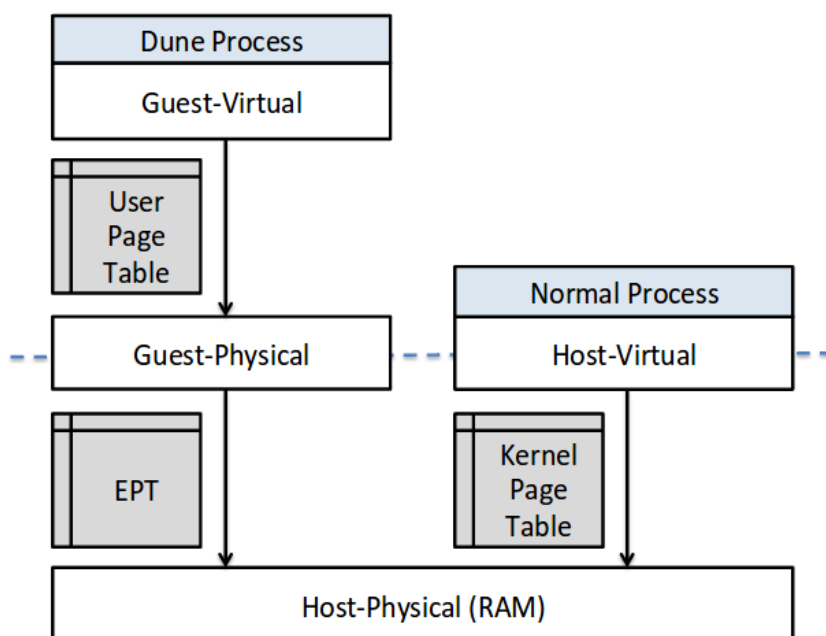 Dune Process
Guest-Virtual
User
Page
Table
Normal Process
Guest-Physical
Host-Virtual
EPT
Kernel
Page
Table
Host-Physical (RAM)